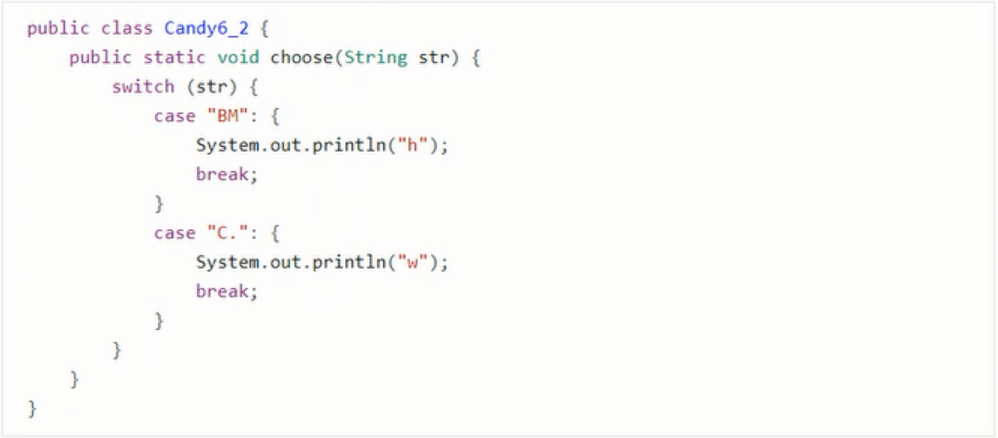 public class Candy6_2 {
    public static void choose(String str) {
        switch (str) {
            case "BM": {
                System.out.println("h");
                break;
            }
            case "C.": {
                System.out.println("w");
                break;
            }
        }
    }
}